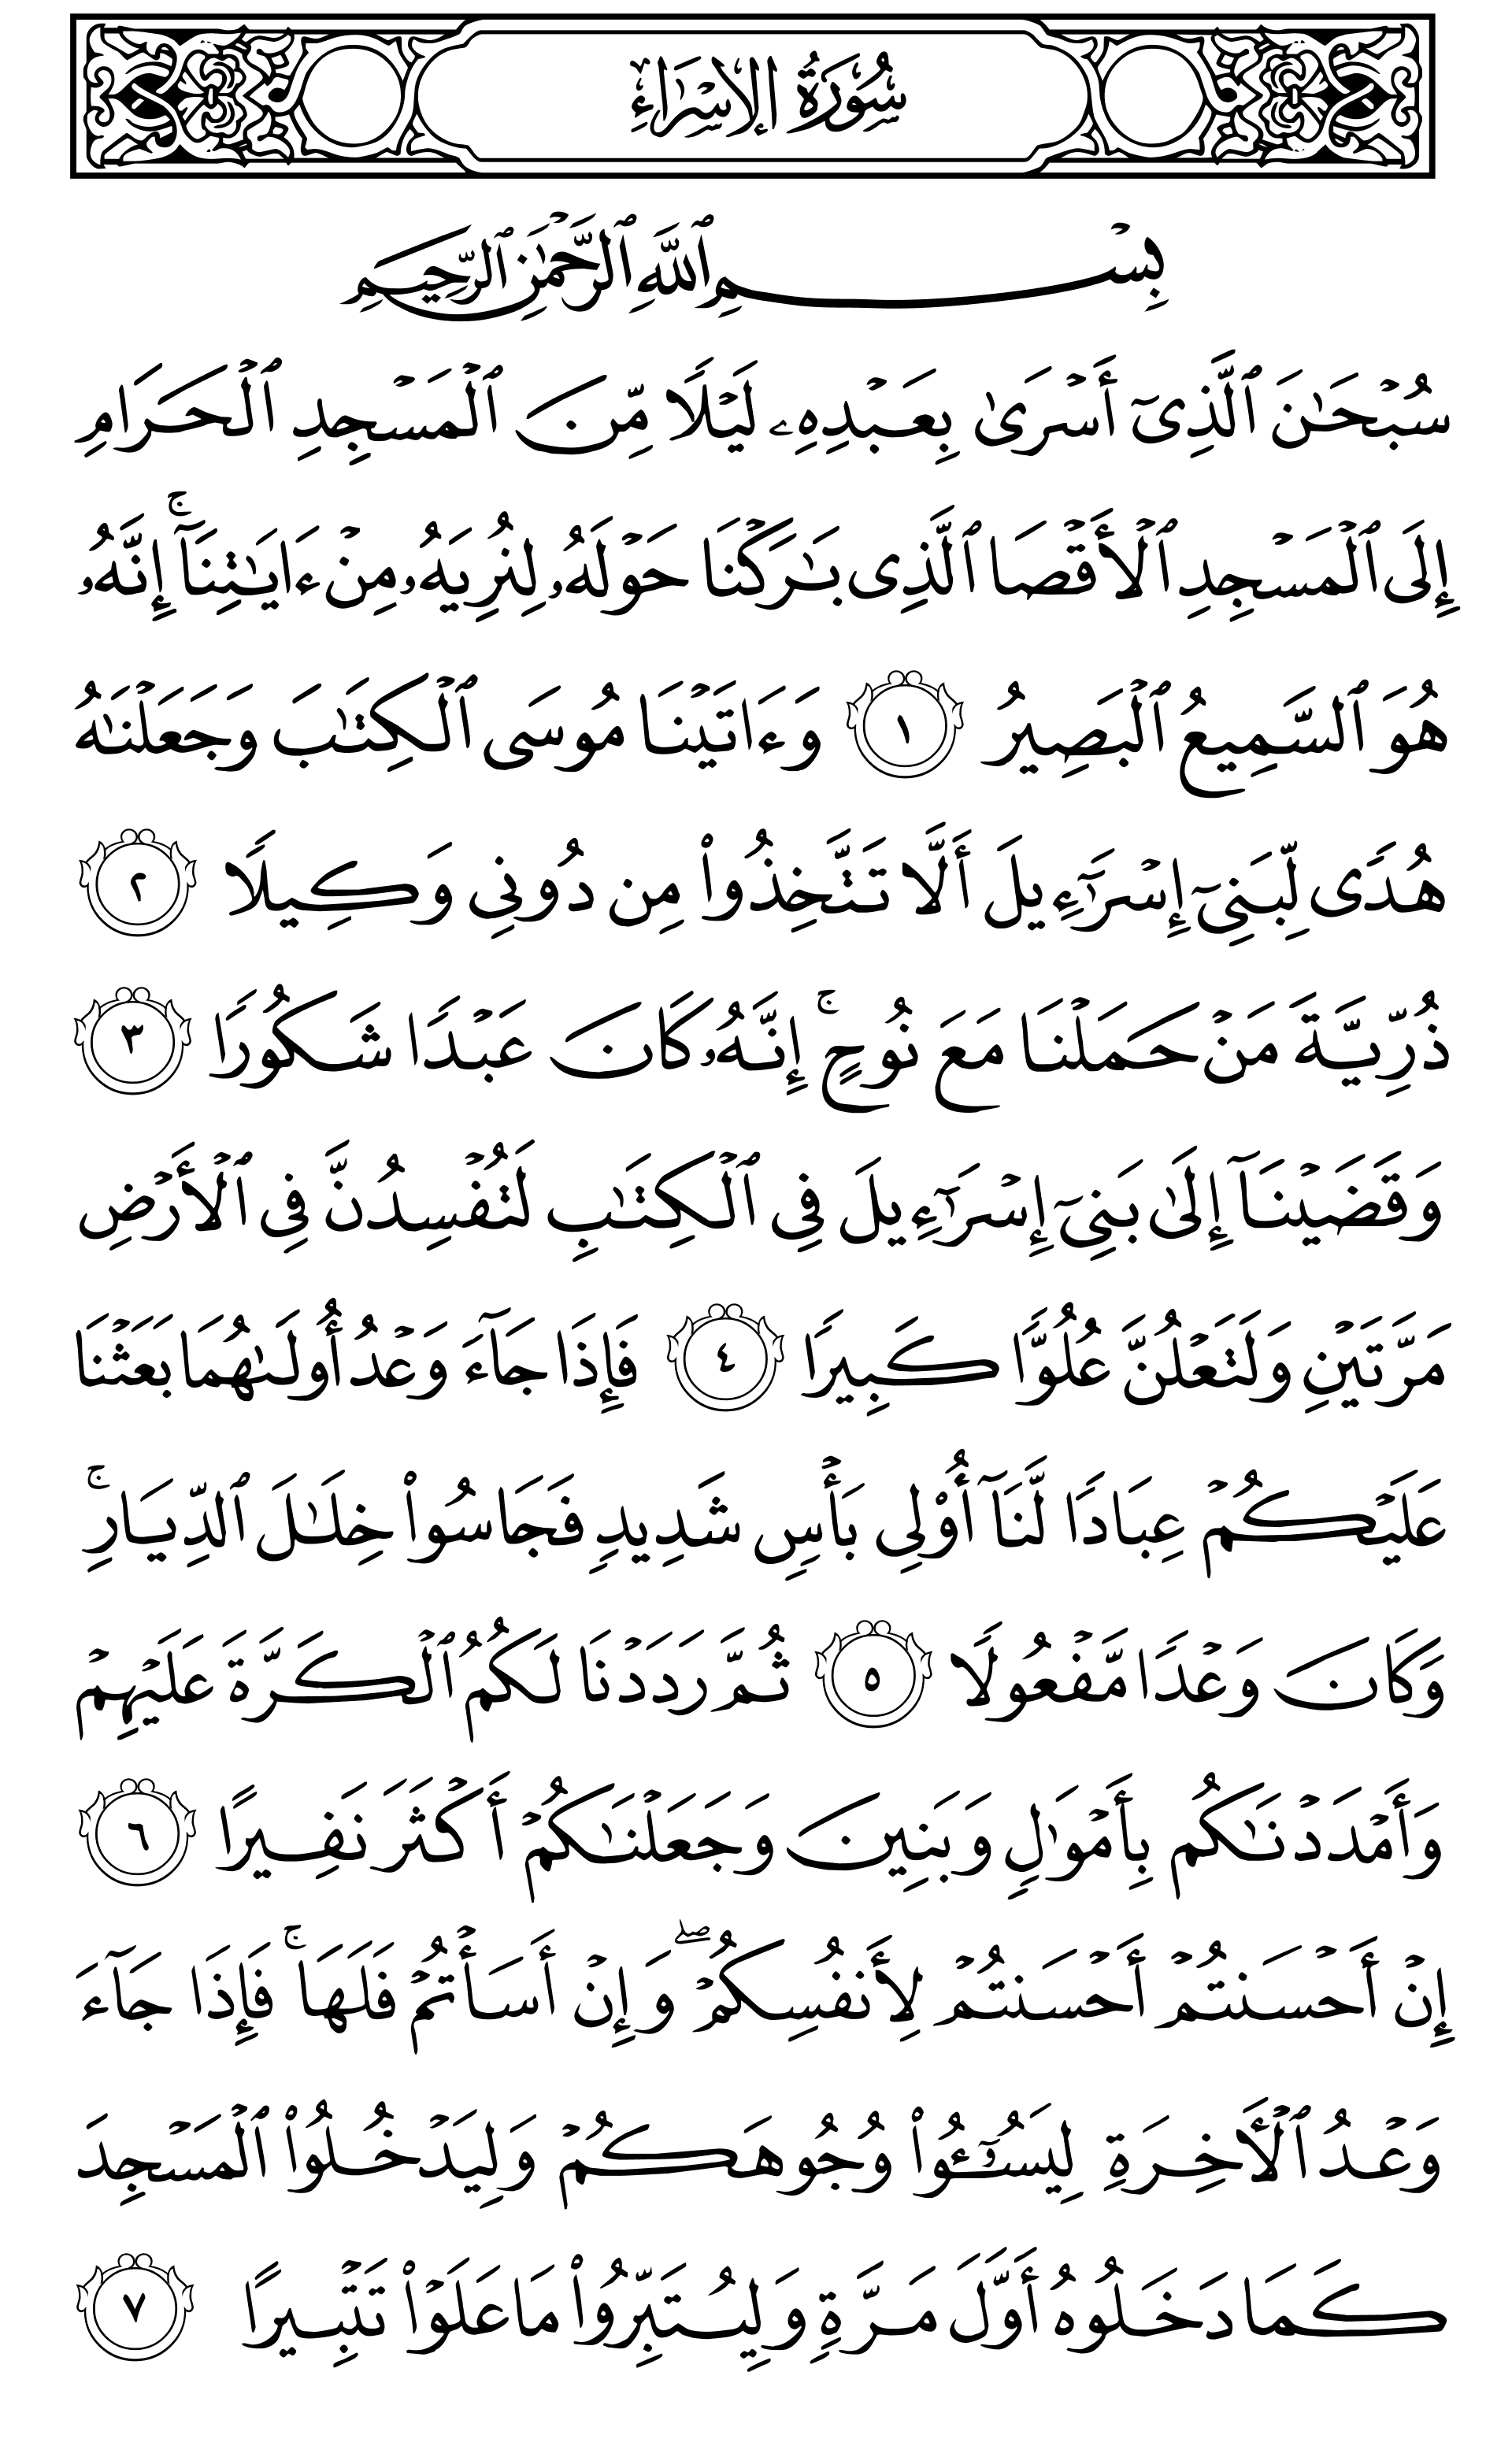 سُورَةُ الإِسْرَاءِ
بِسْمِ ٱللَّهِ ٱلرَّحْمَٰنِ ٱلرَّحِيمِ
سُبْحَٰنَ ٱلَّذِىٓ أَسْرَىٰ بِعَبْدِهِۦ لَيْلًا مِّنَ ٱلْمَسْجِدِ ٱلْحَرَامِ
إِلَى ٱلْمَسْجِدِ ٱلْأَقْصَا ٱلَّذِى بَٰرَكْنَا حَوْلَهُۥ لِنُرِيَهُۥ مِنْ ءَايَٰتِنَآ ۚ إِنَّهُۥ
هُوَ ٱلسَّمِيعُ ٱلْبَصِيرُ ١ وَءَاتَيْنَا مُوسَى ٱلْكِتَٰبَ وَجَعَلْنَٰهُ
هُدًى لِّبَنِىٓ إِسْرَٰٓءِيلَ أَلَّا تَتَّخِذُوا۟ مِن دُونِى وَكِيلًا ٢
ذُرِّيَّةَ مَنْ حَمَلْنَا مَعَ نُوحٍ ۚ إِنَّهُۥ كَانَ عَبْدًا شَكُورًا ٣
وَقَضَيْنَآ إِلَىٰ بَنِىٓ إِسْرَٰٓءِيلَ فِى ٱلْكِتَٰبِ لَتُفْسِدُنَّ فِى ٱلْأَرْضِ
مَرَّتَيْنِ وَلَتَعْلُنَّ عُلُوًّا كَبِيرًا ٤ فَإِذَا جَآءَ وَعْدُ أُولَىٰهُمَا بَعَثْنَا
عَلَيْكُمْ عِبَادًا لَّنَآ أُو۟لِى بَأْسٍ شَدِيدٍ فَجَاسُوا۟ خِلَٰلَ ٱلدِّيَارِ ۚ
وَكَانَ وَعْدًا مَّفْعُولًا ٥ ثُمَّ رَدَدْنَا لَكُمُ ٱلْكَرَّةَ عَلَيْهِمْ
وَأَمْدَدْنَٰكُم بِأَمْوَٰلٍ وَبَنِينَ وَجَعَلْنَٰكُمْ أَكْثَرَ نَفِيرًا ٦
إِنْ أَحْسَنتُمْ أَحْسَنتُمْ لِأَنفُسِكُمْ ۖ وَإِنْ أَسَأْتُمْ فَلَهَا ۚ فَإِذَا جَآءَ
وَعْدُ ٱلْءَاخِرَةِ لِيَسُۥٓـُٔوا۟ وُجُوهَكُمْ وَلِيَدْخُلُوا۟ ٱلْمَسْجِدَ
كَمَا دَخَلُوهُ أَوَّلَ مَرَّةٍ وَلِيُتَبِّرُوا۟ مَا عَلَوْا۟ تَتْبِيرًا ٧